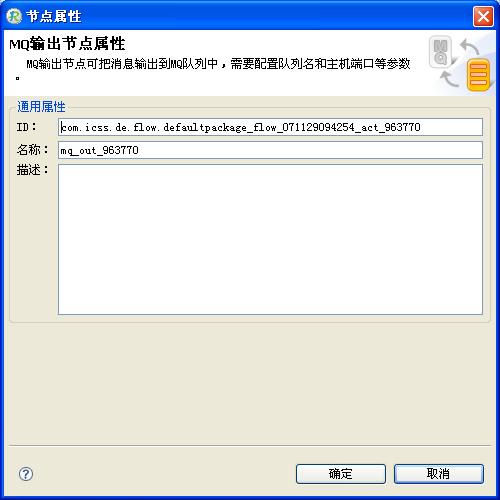 节点属性
MQ输出节点属性
MQ输出节点可把消息输出到MQ队列中，需要配置队列名和主机端口等参数
。
MQ
通用属性
ID：
com.icss.de.flow.defaultpackage_flow_071129094254_act_963770
名称：
mq_out_963770
描述：
确定
取消